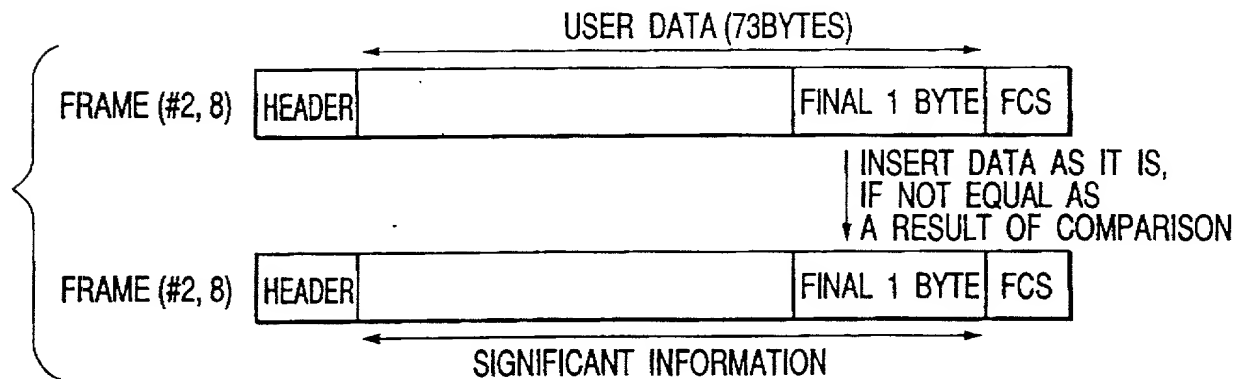 USER DATA (73BYTES)
FRAME (#2, 8) HEADER FINAL 1 BYTE FCS
INSERT DATA AS IT IS,
IF NOT EQUAL AS
A RESULT OF COMPARISON
FRAME (#2, 8) HEADER FINAL 1 BYTE FCS
SIGNIFICANT INFORMATION